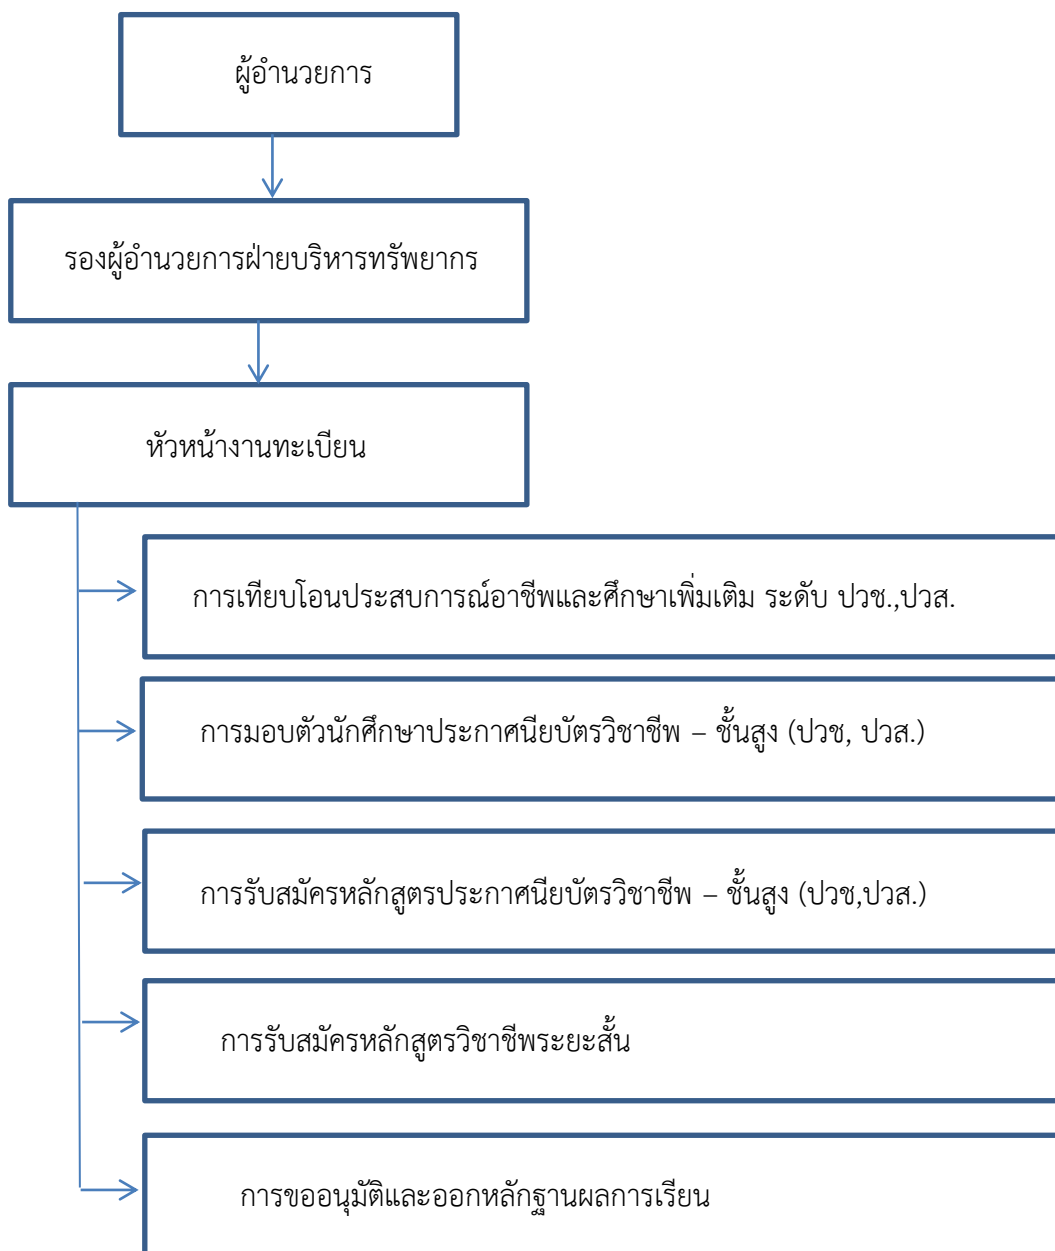 ผู้อำนวยการ
รองผู้อำนวยการฝ่ายบริหารทรัพยากร
หัวหน้างานทะเบียน
การเทียบโอนประสบการณ์อาชีพและศึกษาเพิ่มเติม ระดับ ปวช.,ปวส.
การมอบตัวนักศึกษาประกาศนียบัตรวิชาชีพ – ชั้นสูง (ปวช, ปวส.)
การรับสมัครหลักสูตรประกาศนียบัตรวิชาชีพ – ชั้นสูง (ปวช,ปวส.)
การรับสมัครหลักสูตรวิชาชีพระยะสั้น
การขออนุมัติและออกหลักฐานผลการเรียน